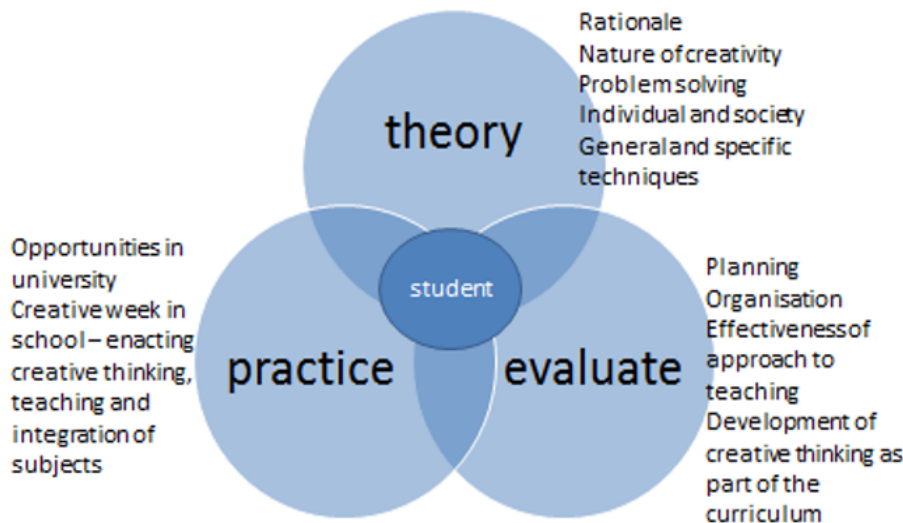 Rationale
Nature of creativity
Problem solving
Individual and society
General and specific
techniques
theory
Opportunities in
university
Creative week in
school – enacting
creative thinking,
teaching and
integration of
subjects
student
practice
evaluate
Planning
Organisation
Effectiveness of
approach to
teaching
Development of
creative thinking as
part of the
curriculum